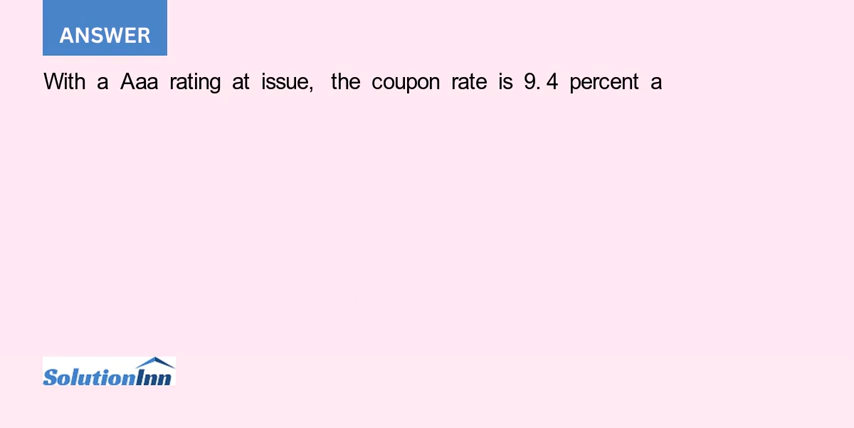 ANSWER
With a Aaa rating at issue, the coupon rate is 9. 4 percent a
SolutionInn